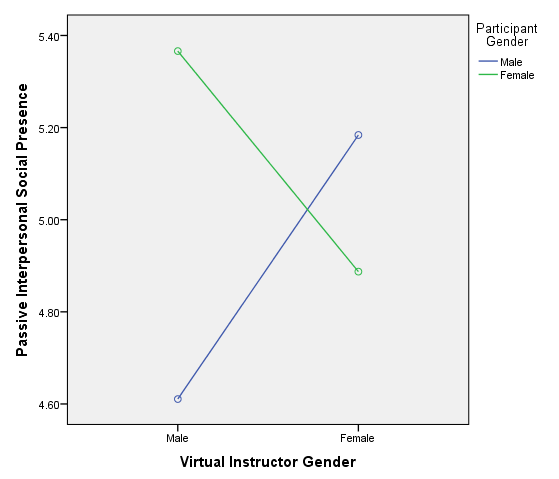 Participant
Gender
Male
Female
Passive Interpersonal Social Presence
5.40
5.20
5.00
4.80
4.60
Male Female
Virtual Instructor Gender